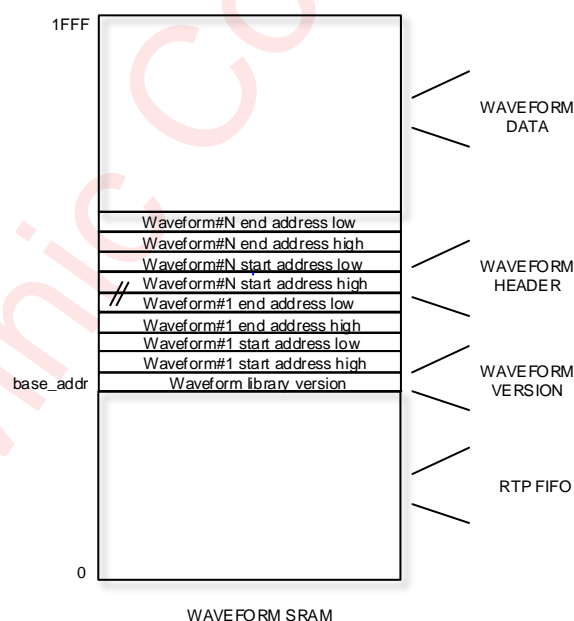 1FFF
WAVEFORM
DATA
Waveform#N end address low
Waveform#N end address high
Waveform#N start address low
Waveform#N start address high
Waveform#1 end address low
Waveform#1 end address high
Waveform#1 start address low
Waveform#1 start address high
Waveform library version
WAVEFORM
HEADER
base_addr
WAVEFORM
VERSION
RTP FIFO
0
WAVEFORM SRAM